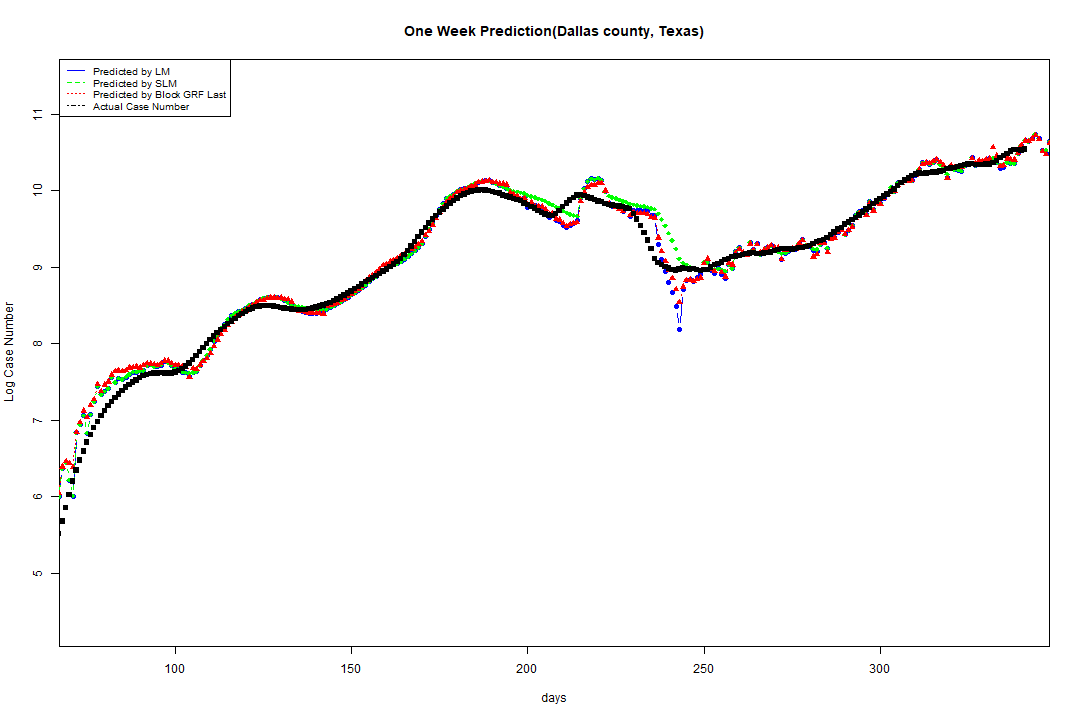 One Week Prediction(Dallas county, Texas)
Predicted by LM
Predicted by SLM
Predicted by Block GRF Last
Actual Case Number
11
10
9
8
7
6
5
Log Case Number
100 150 200 250 300
days